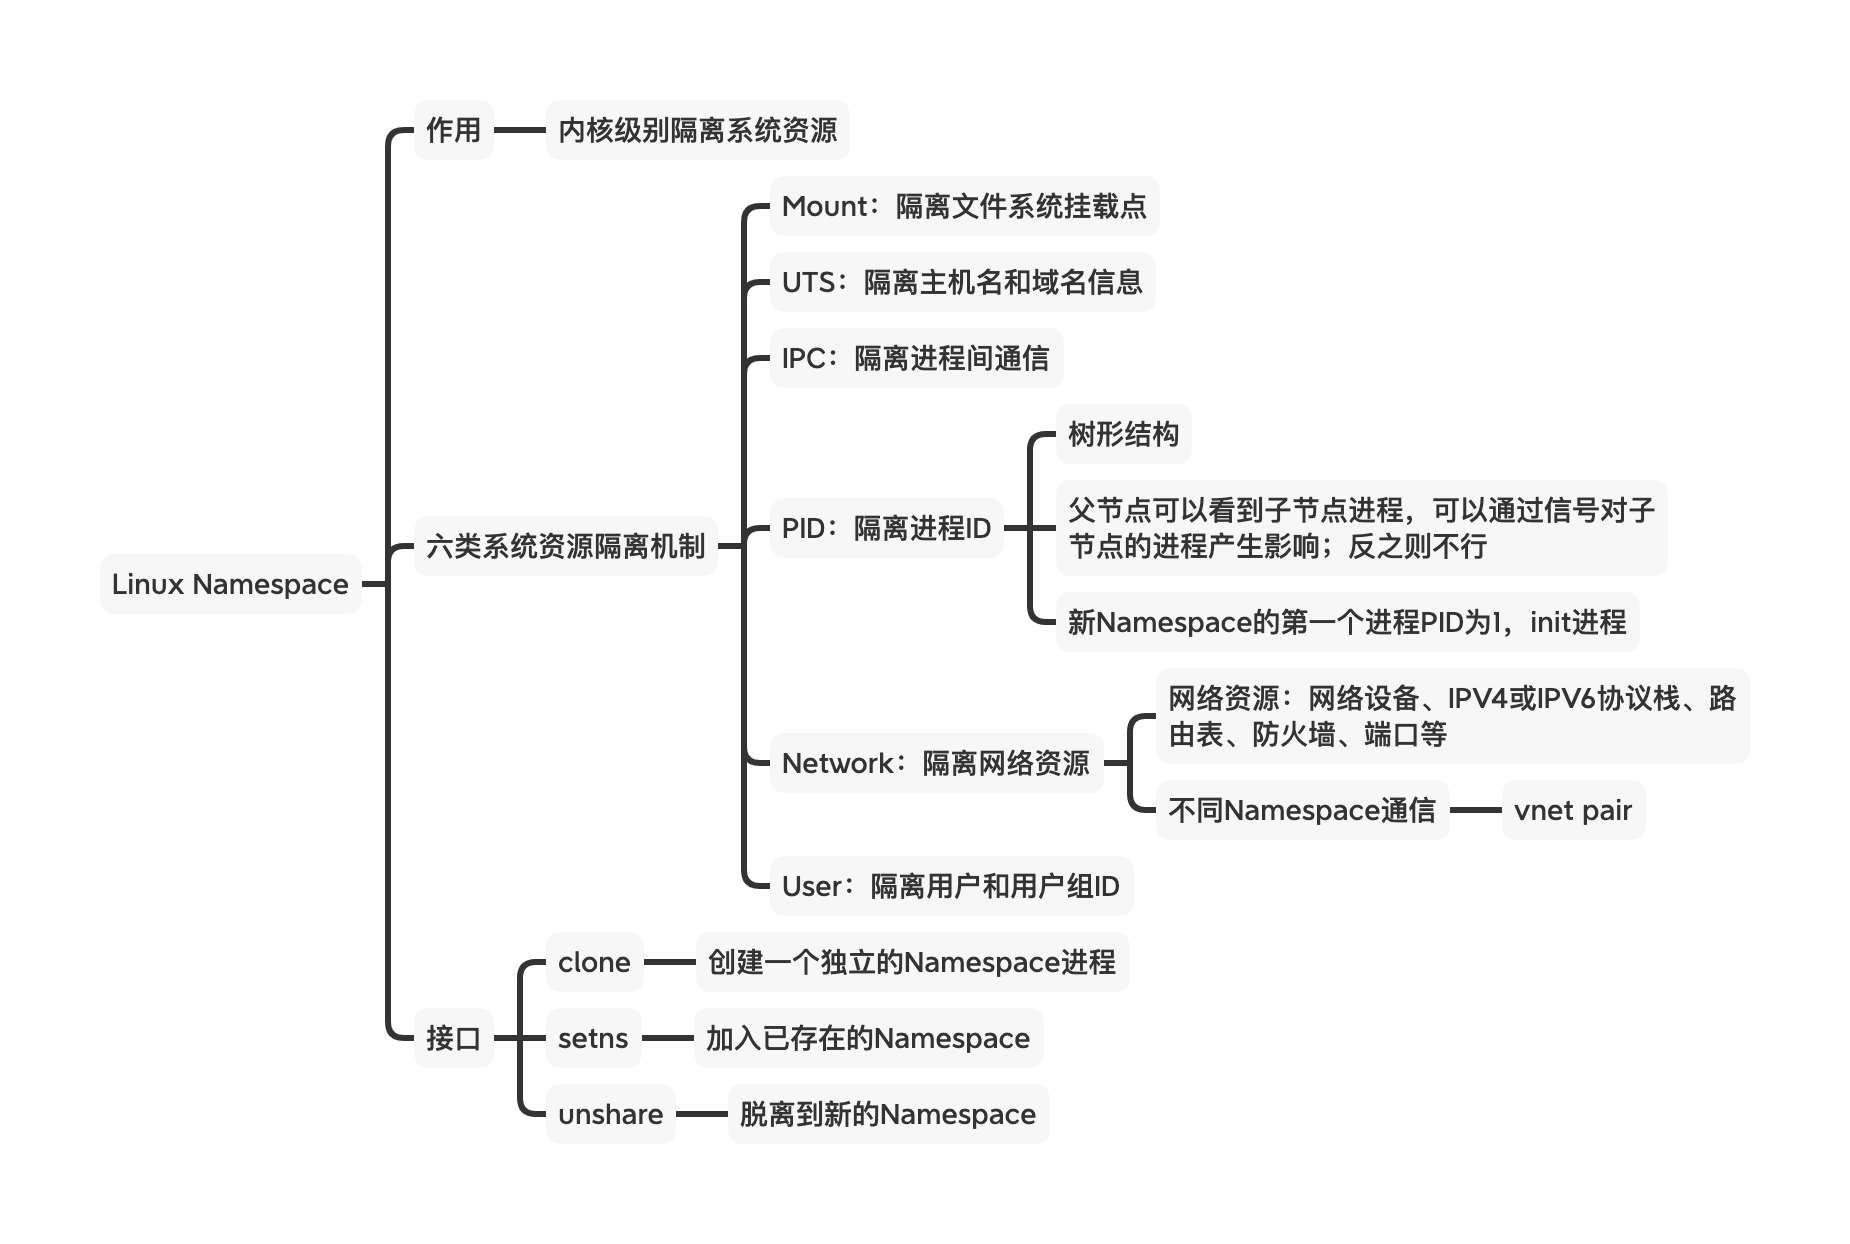 Linux Namespace
作用
内核级别隔离系统资源
六类系统资源隔离机制
Mount：隔离文件系统挂载点
UTS：隔离主机名和域名信息
IPC：隔离进程间通信
PID：隔离进程ID
树形结构
父节点可以看到子节点进程，可以通过信号对子
节点的进程产生影响；反之则不行
新Namespace的第一个进程PID为1，init进程
Network：隔离网络资源
网络资源：网络设备、IPV4或IPV6协议栈、路
由表、防火墙、端口等
不同Namespace通信
vnet pair
User：隔离用户和用户组ID
接口
clone
创建一个独立的Namespace进程
setns
加入已存在的Namespace
unshare
脱离到新的Namespace